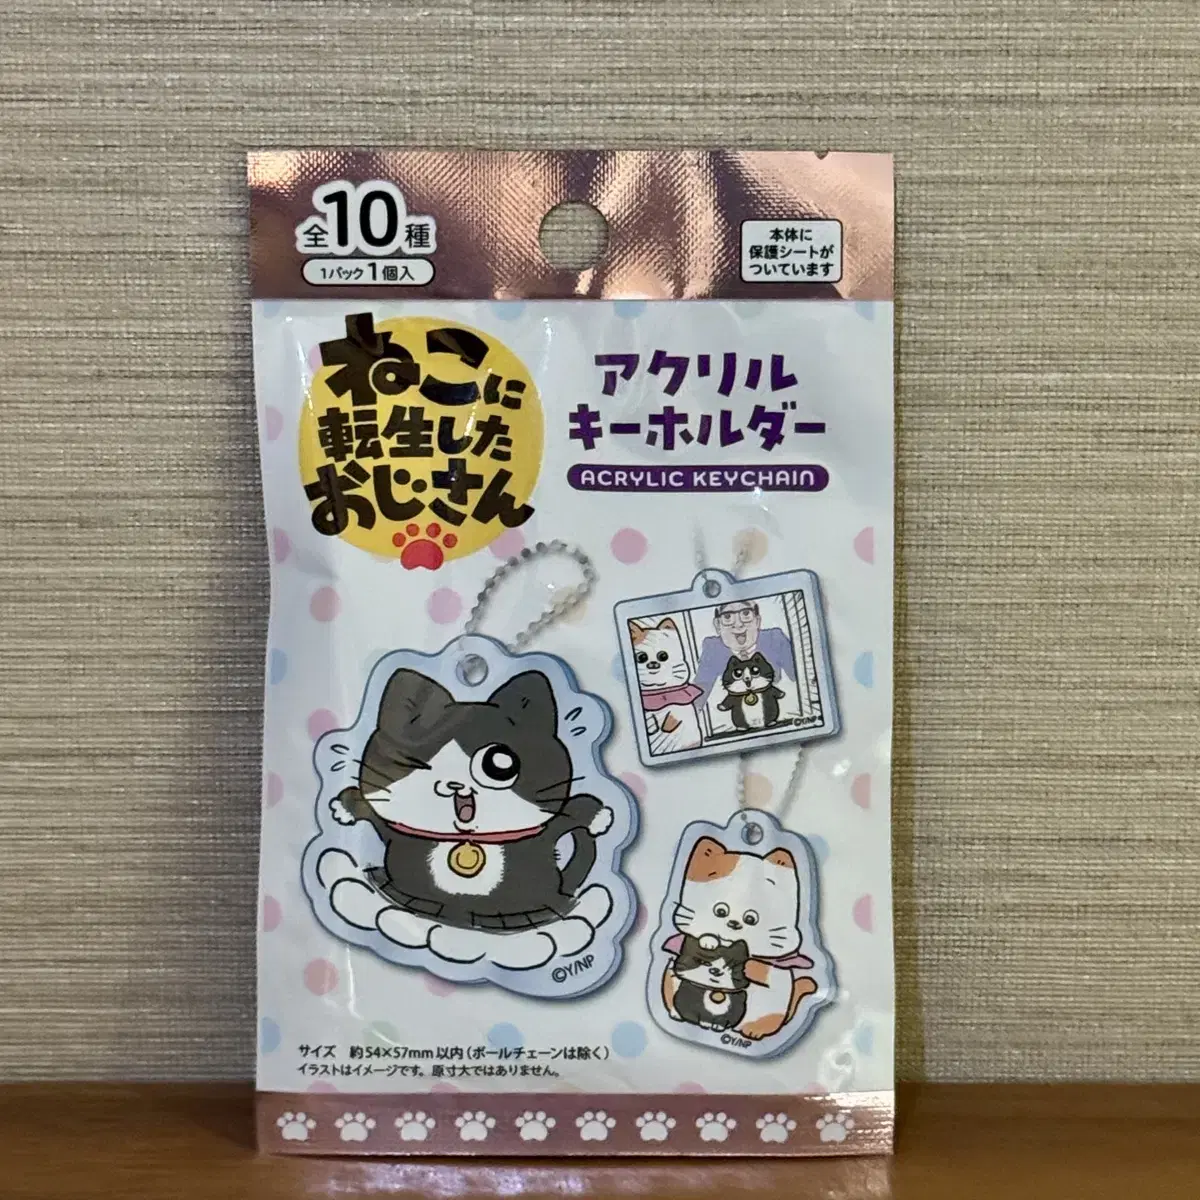 全10種
1パック1個入
本体に
保護シートが
ついています
ねこに
転生した
おじさん
アクリル
キーホルダー
ACRYLIC KEYCHAIN
©Y/NP
©Y/NP
©Y/NP
サイズ 約54×57mm以内（ボールチェーンは除く）
イラストはイメージです。原寸大ではありません。